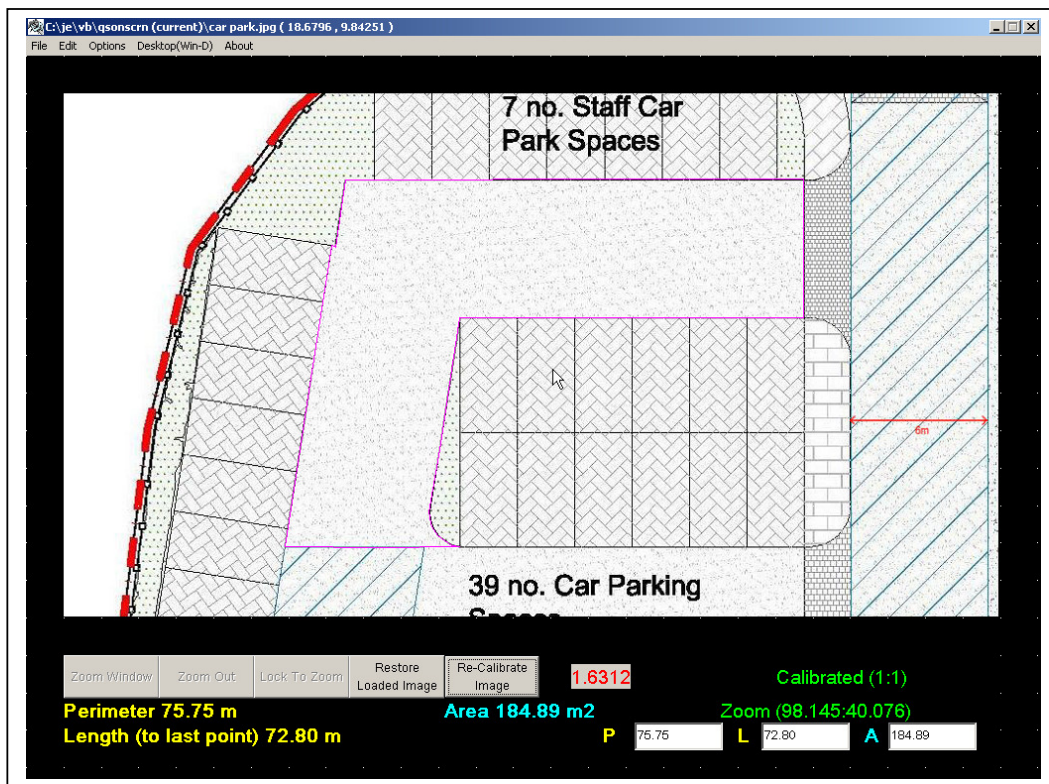 C:\je\vb\qsonscrn (current)\car park.jpg ( 18.6796 , 9.84251 )
File Edit Options Desktop(Win-D) About
7 no. Staff Car
Park Spaces
6m
39 no. Car Parking
Spaces
Zoom Window Zoom Out Lock To Zoom Restore Loaded Image Re-Calibrate Image 1.6312 Calibrated (1:1)
Perimeter 75.75 m Area 184.89 m2 Zoom (98.145:40.076)
Length (to last point) 72.80 m P 75.75 L 72.80 A 184.89